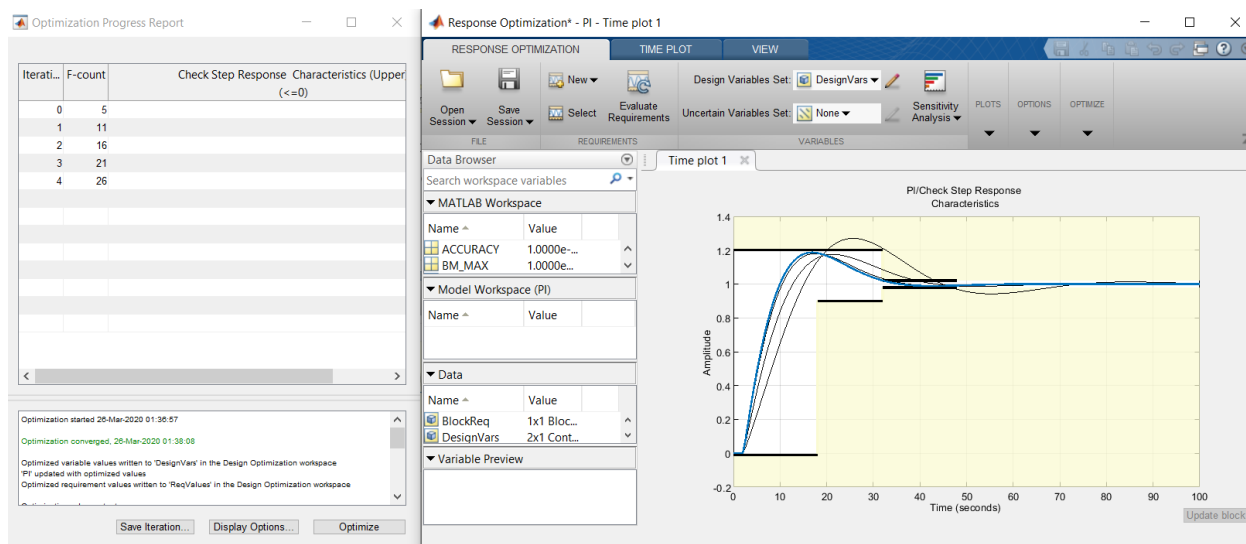 Optimization Progress Report
Iterati... F-count Check Step Response Characteristics (Upper
(<=0)
0 5
1 11
2 16
3 21
4 26
Optimization started 26-Mar-2020 01:36:57
Optimization converged, 26-Mar-2020 01:38:08
Optimized variable values written to 'DesignVars' in the Design Optimization workspace
'PI' updated with optimized values
Optimized requirement values written to 'ReqValues' in the Design Optimization workspace
Save Iteration... Display Options... Optimize
Response Optimization* - PI - Time plot 1
RESPONSE OPTIMIZATION TIME PLOT VIEW
Open Session
Save Session
New
Select
Evaluate Requirements
Design Variables Set: DesignVars
Uncertain Variables Set: None
Sensitivity Analysis
PLOTS OPTIONS OPTIMIZE
FILE REQUIREMENTS VARIABLES
Data Browser
Search workspace variables
MATLAB Workspace
Name Value
ACCURACY 1.0000e-...
BM_MAX 1.0000e...
Model Workspace (PI)
Name Value
Data
Name Value
BlockReq 1x1 Bloc...
DesignVars 2x1 Cont...
Variable Preview
Time plot 1
PI/Check Step Response
Characteristics
1.4
1.2
1
0.8
0.6
0.4
0.2
0
-0.2
Amplitude
0 10 20 30 40 50 60 70 80 90 100
Time (seconds)
Update block